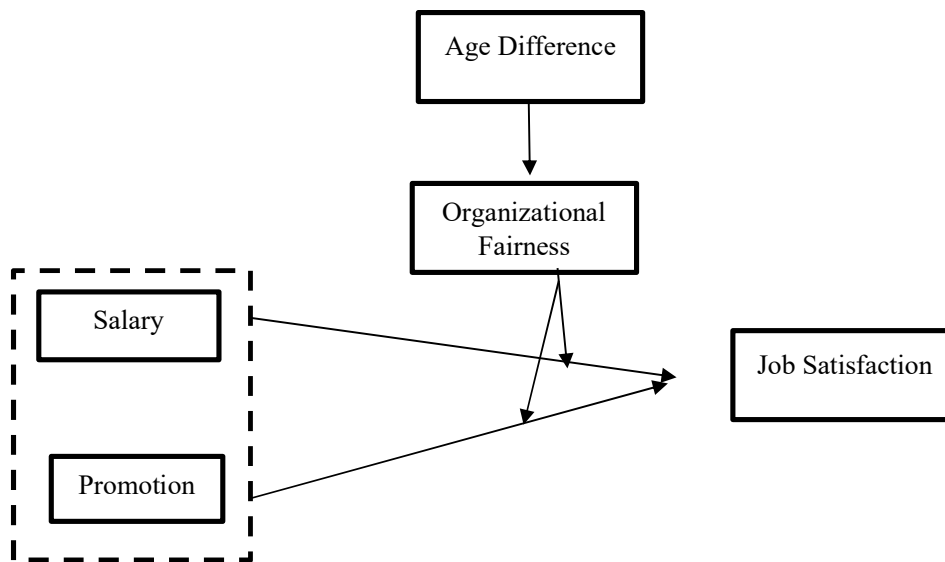 Age Difference
Organizational
Fairness
Salary
Job Satisfaction
Promotion